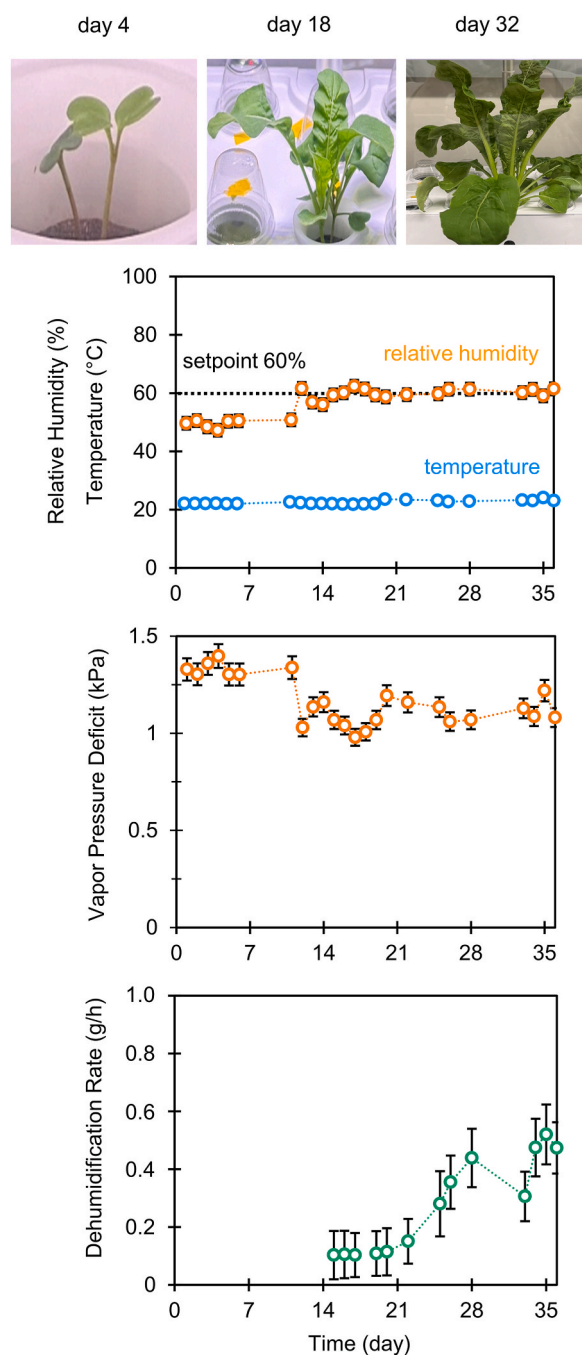 day 4 day 18 day 32
Relative Humidity (%)
Temperature (°C)
100
80
60
40
20
0
setpoint 60%
relative humidity
temperature
0 7 14 21 28 35
Vapor Pressure Deficit (kPa)
1.5
1
0.5
0
0 7 14 21 28 35
Dehumidification Rate (g/h)
1.0
0.8
0.6
0.4
0.2
0
0 7 14 21 28 35
Time (day)